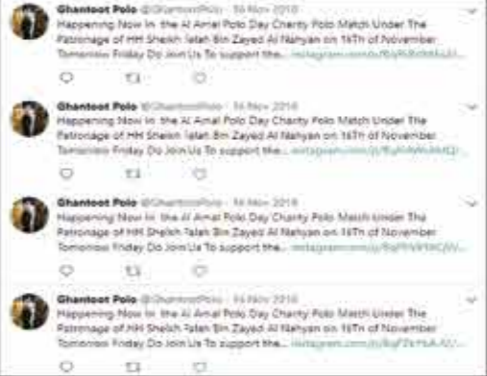 Ghantoot Polo @GhantootPolo · 16 Nov 2018
Happening Now In the Al Amal Polo Day Charity Polo Match Under The
Patronage of HH Sheikh Falah Bin Zayed Al Nahyan on 16Th of November
Tomorrow Friday Do Join Us To support the...
Ghantoot Polo @GhantootPolo · 16 Nov 2018
Happening Now In the Al Amal Polo Day Charity Polo Match Under The
Patronage of HH Sheikh Falah Bin Zayed Al Nahyan on 16Th of November
Tomorrow Friday Do Join Us To support the...
Ghantoot Polo @GhantootPolo · 16 Nov 2018
Happening Now In the Al Amal Polo Day Charity Polo Match Under The
Patronage of HH Sheikh Falah Bin Zayed Al Nahyan on 16Th of November
Tomorrow Friday Do Join Us To support the...
Ghantoot Polo @GhantootPolo · 16 Nov 2018
Happening Now In the Al Amal Polo Day Charity Polo Match Under The
Patronage of HH Sheikh Falah Bin Zayed Al Nahyan on 16Th of November
Tomorrow Friday Do Join Us To support the...